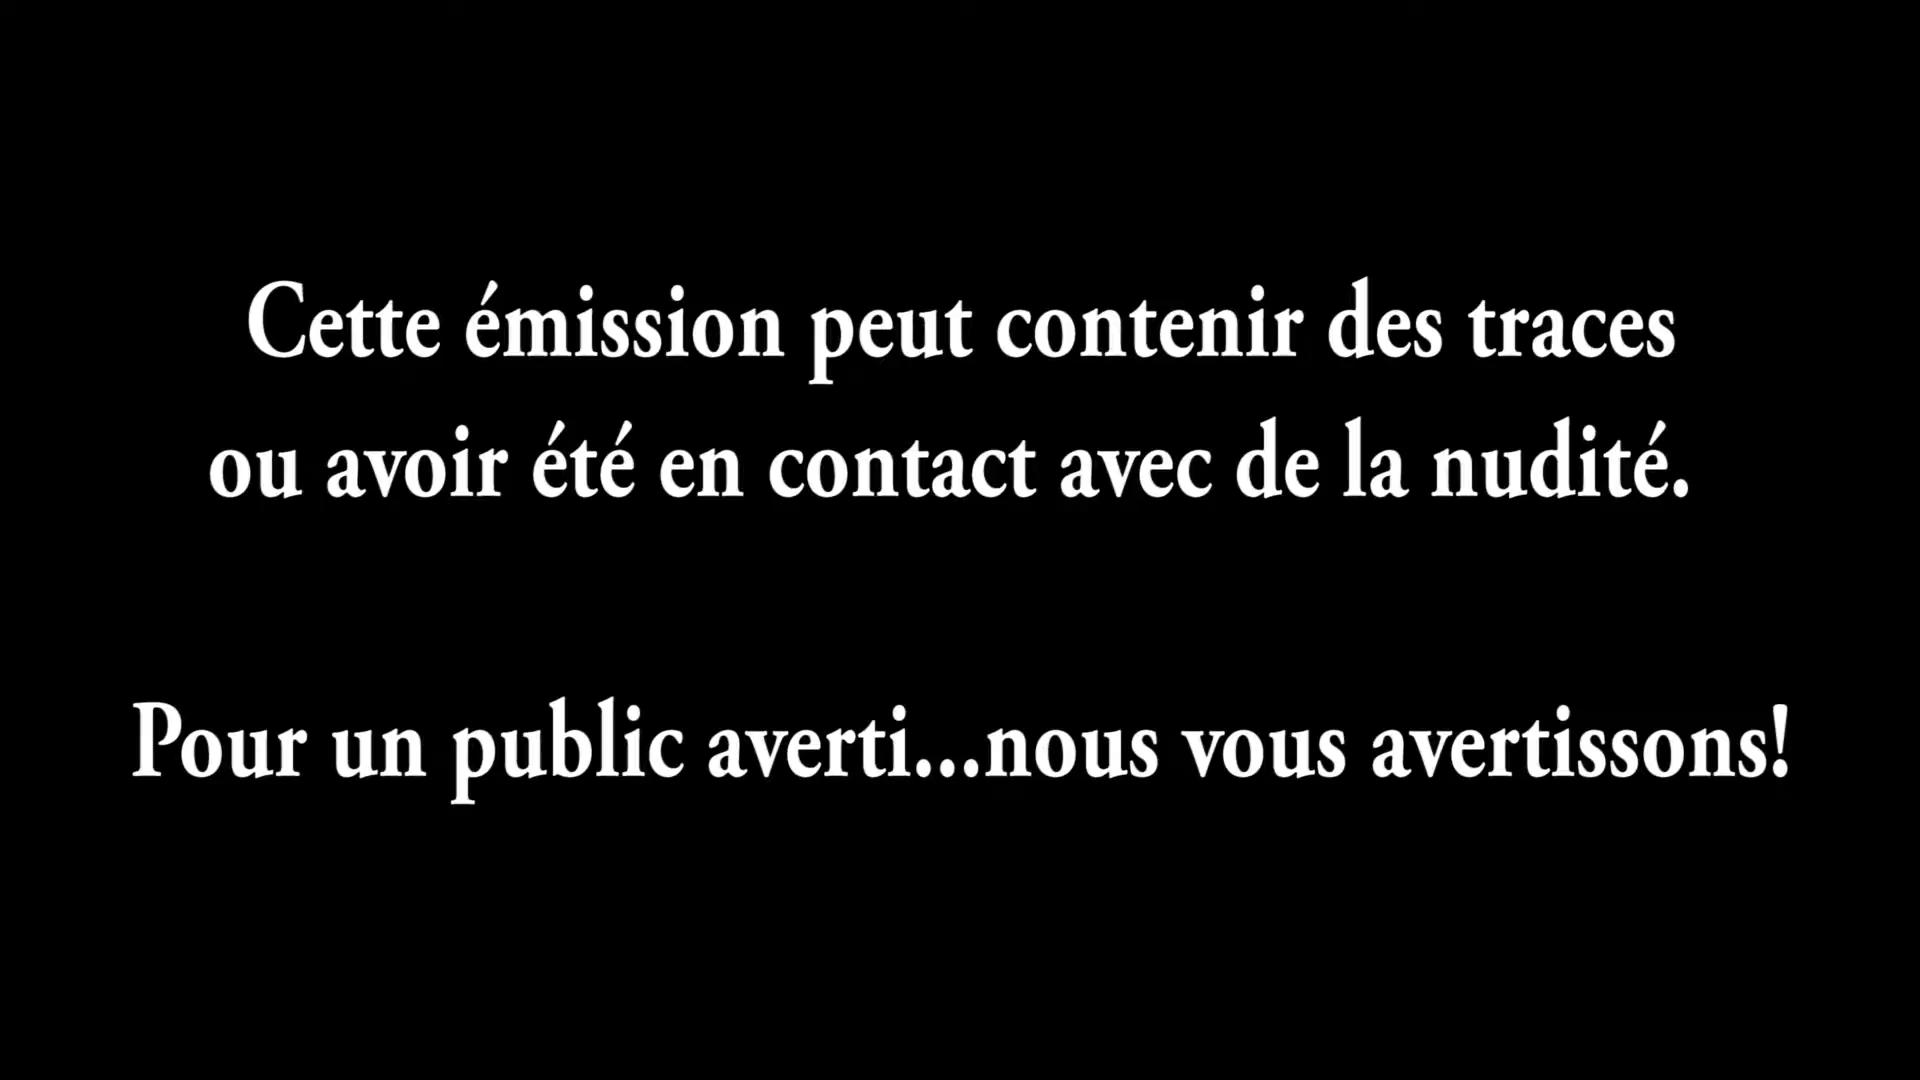 Cette émission peut contenir des traces
ou avoir été en contact avec de la nudité.
Pour un public averti...nous vous avertissons!